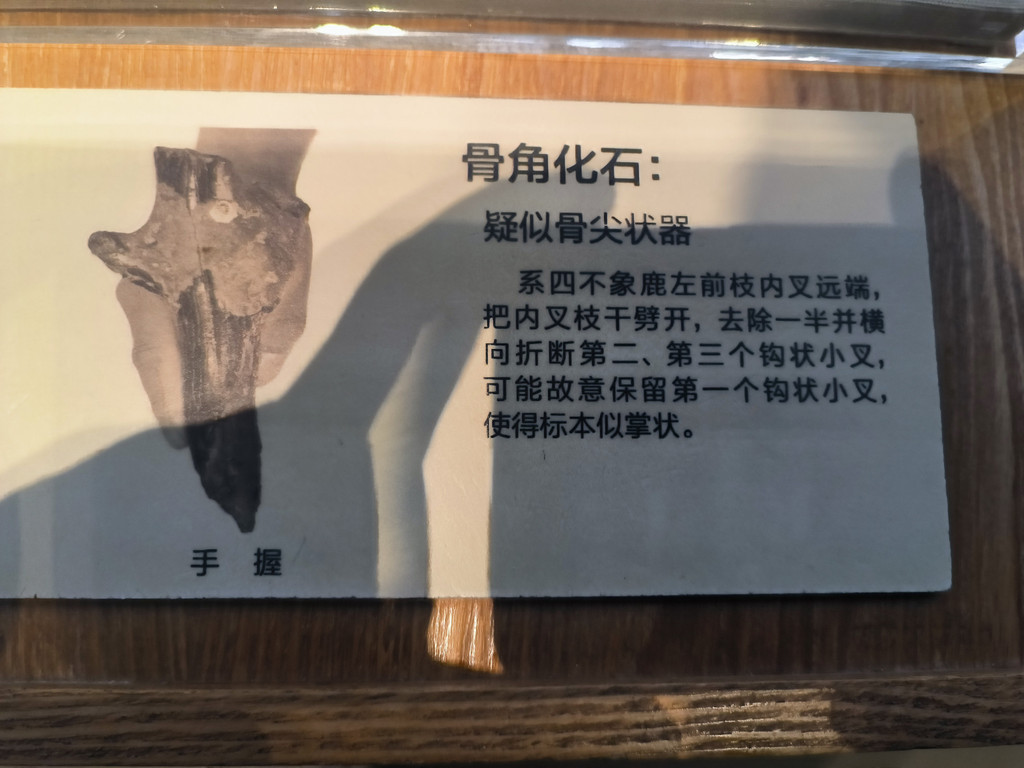 骨角化石：
疑似骨尖状器
系四不象鹿左前枝内叉远端，
把内叉枝干劈开，去除一半并横
向折断第二、第三个钩状小叉，
可能故意保留第一个钩状小叉，
使得标本似掌状。
手 握